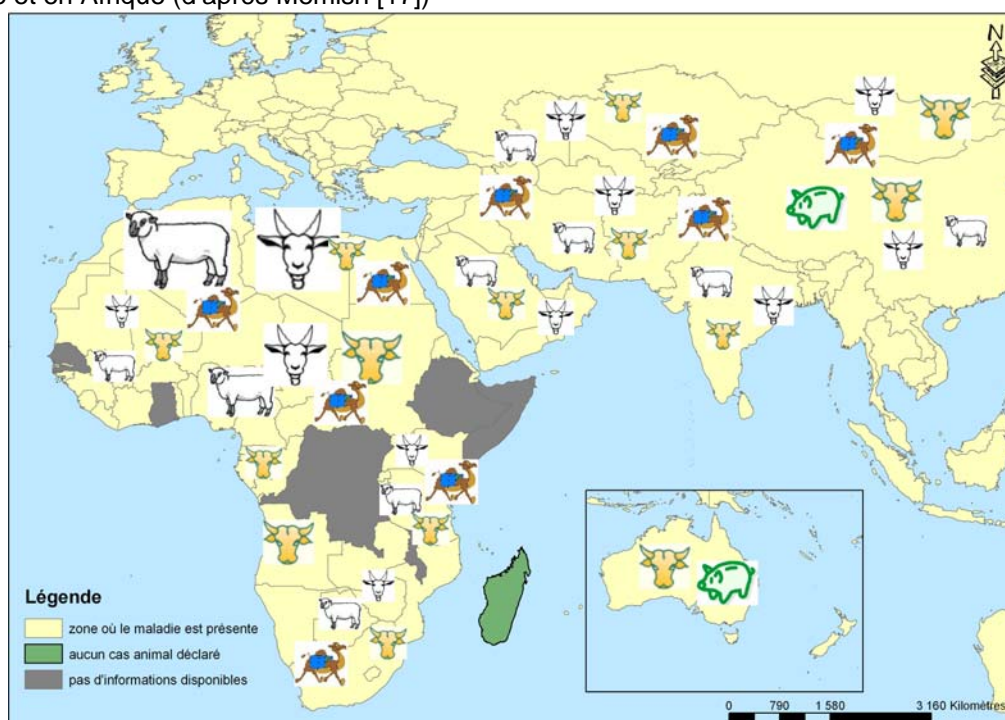 et en Afrique (d'après Memish [17])
N
Légende
zone où le maladie est présente
aucun cas animal déclaré
pas d'informations disponibles
0 790 1 580 3 160 Kilomètres